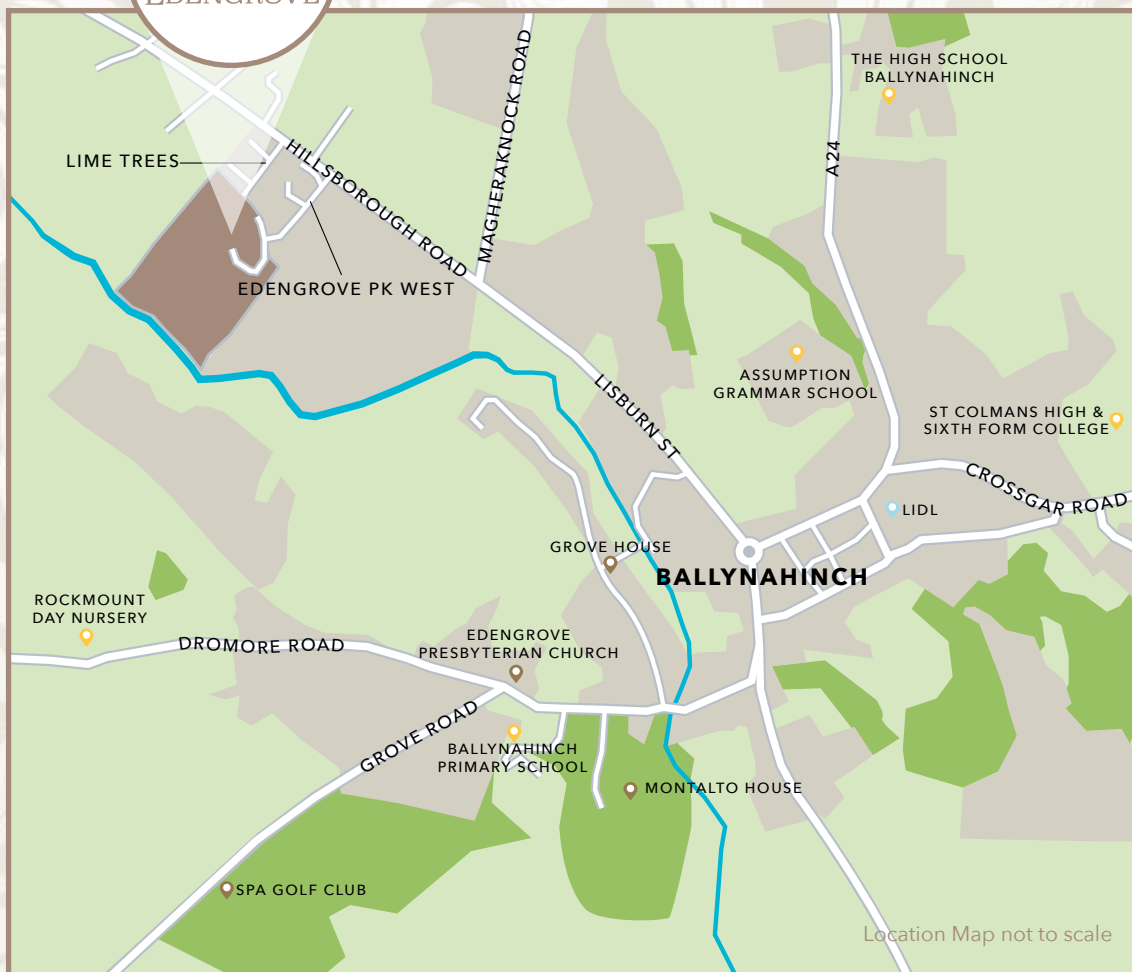 EDENGROVE
THE HIGH SCHOOL
BALLYNAHINCH
MAGHERAKNOCK ROAD
A24
LIME TREES
HILLSBOROUGH ROAD
EDENGROVE PK WEST
ASSUMPTION
GRAMMAR SCHOOL
LISBURN ST
ST COLMANS HIGH &
SIXTH FORM COLLEGE
CROSSGAR ROAD
LIDL
GROVE HOUSE
BALLYNAHINCH
ROCKMOUNT
DAY NURSERY
DROMORE ROAD
EDENGROVE
PRESBYTERIAN CHURCH
GROVE ROAD
BALLYNAHINCH
PRIMARY SCHOOL
MONTALTO HOUSE
SPA GOLF CLUB
Location Map not to scale